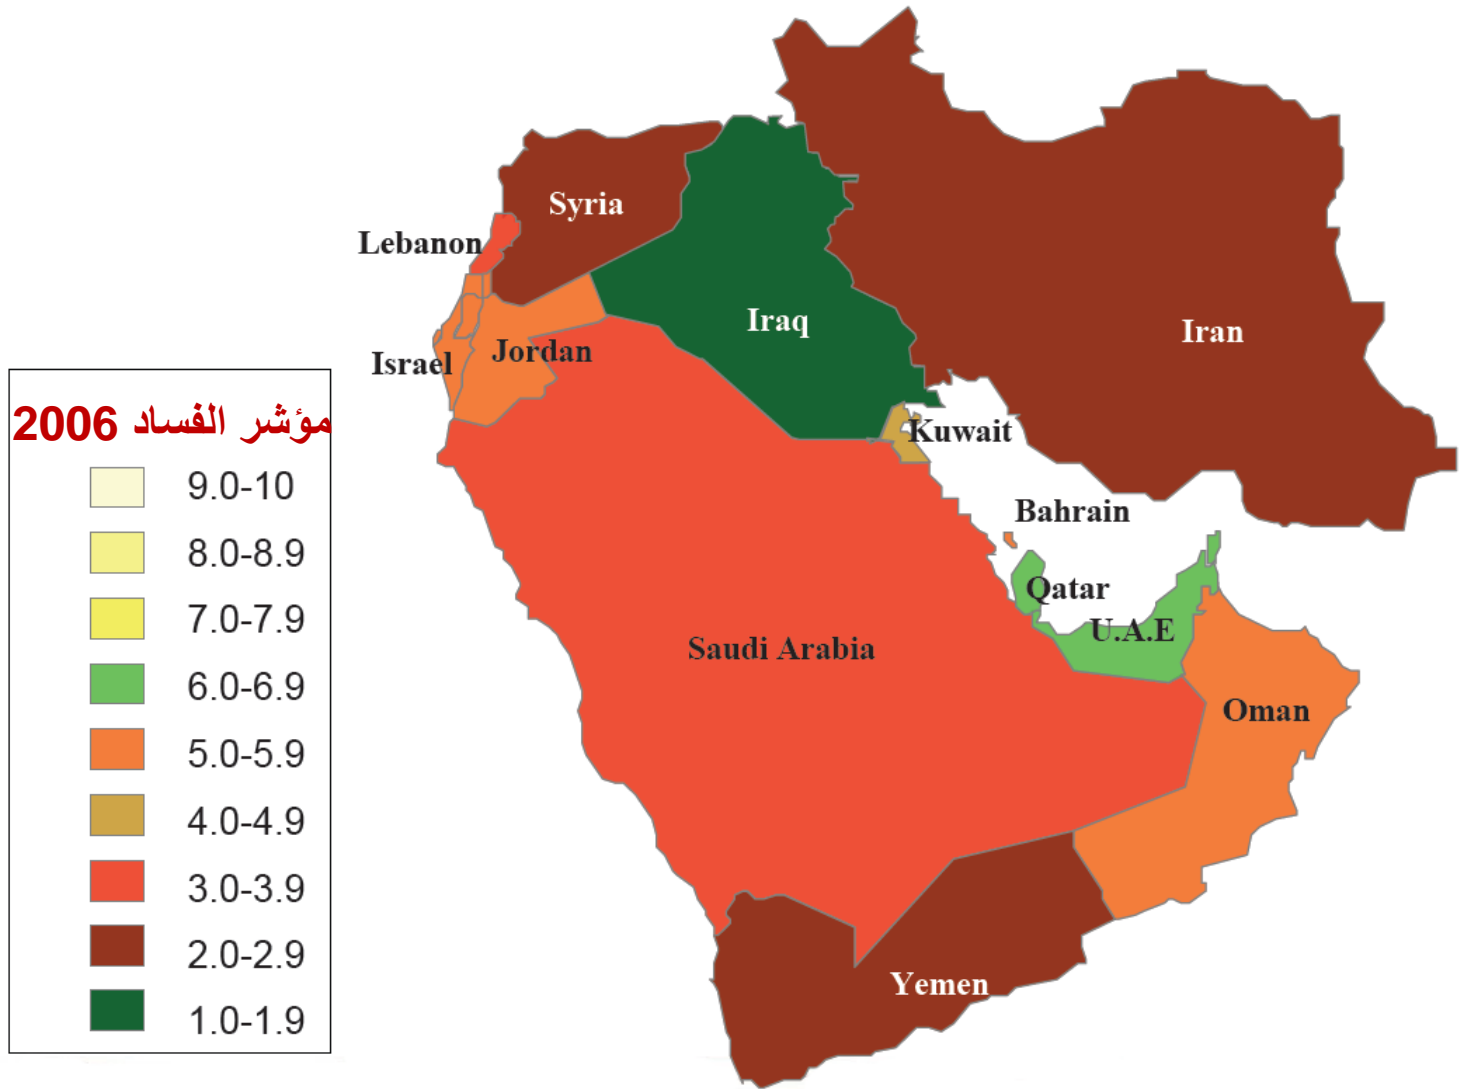 Syria
Lebanon
Iraq
Iran
Israel
Jordan
Kuwait
Bahrain
Qatar
U.A.E
Saudi Arabia
Oman
Yemen
مؤشر الفساد 2006
9.0-10
8.0-8.9
7.0-7.9
6.0-6.9
5.0-5.9
4.0-4.9
3.0-3.9
2.0-2.9
1.0-1.9